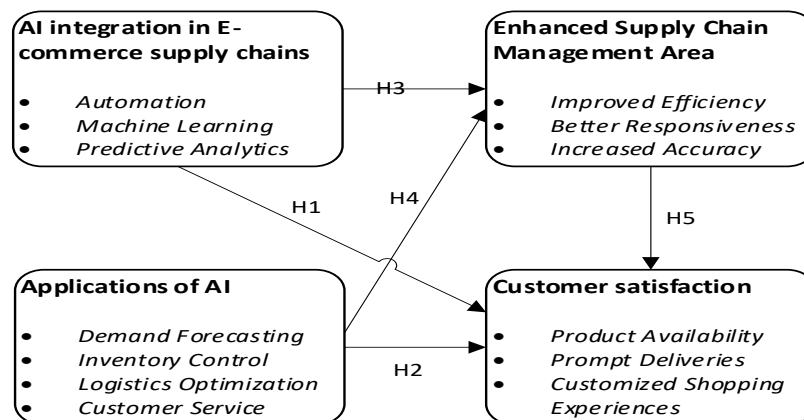 AI integration in E-
commerce supply chains
• Automation
• Machine Learning
• Predictive Analytics
Enhanced Supply Chain
Management Area
• Improved Efficiency
• Better Responsiveness
• Increased Accuracy
H3
H1
H4
H5
H2
Applications of AI
• Demand Forecasting
• Inventory Control
• Logistics Optimization
• Customer Service
Customer satisfaction
• Product Availability
• Prompt Deliveries
• Customized Shopping
Experiences